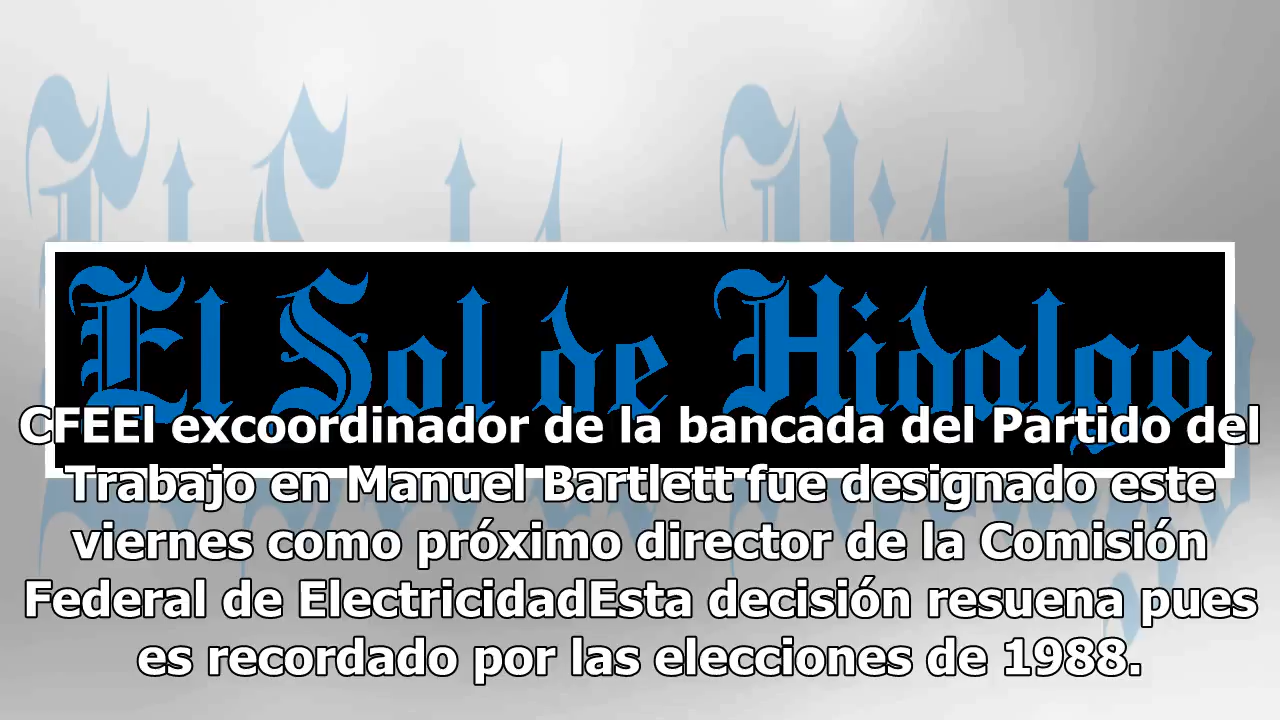 El Sol de Hidalgo
CFEEl excoordinador de la bancada del Partido del
Trabajo en Manuel Bartlett fue designado este
viernes como próximo director de la Comisión
Federal de ElectricidadEsta decisión resuena pues
es recordado por las elecciones de 1988.